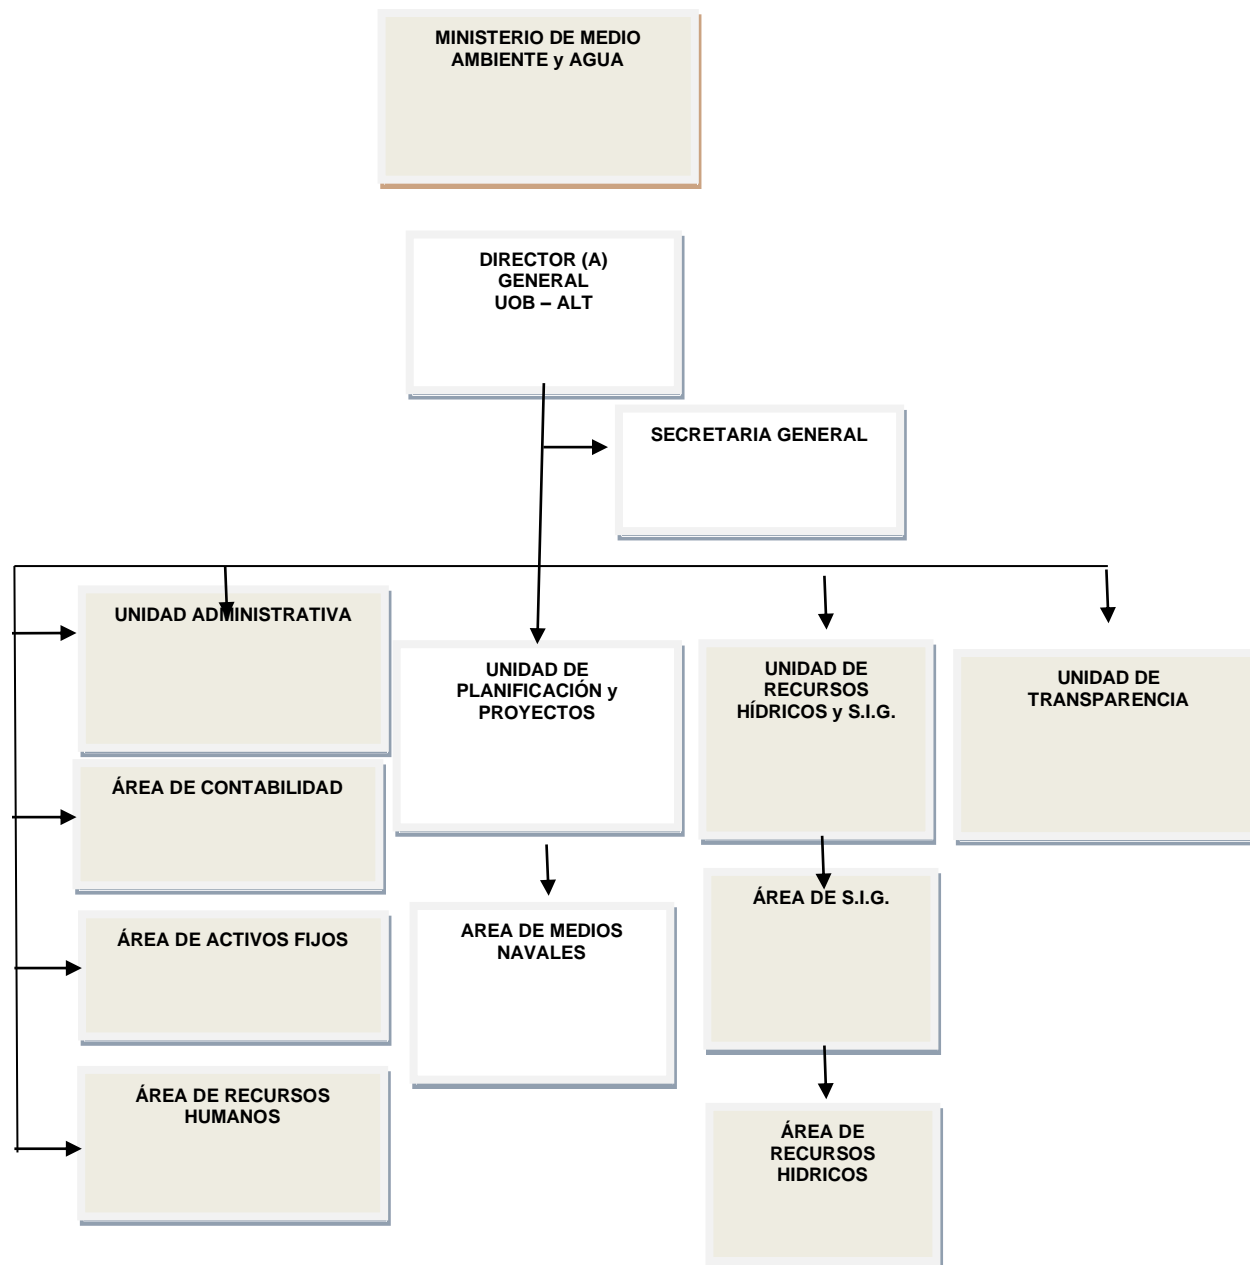 MINISTERIO DE MEDIO
AMBIENTE y AGUA
DIRECTOR (A)
GENERAL
UOB – ALT
SECRETARIA GENERAL
UNIDAD ADMINISTRATIVA
UNIDAD DE
PLANIFICACIÓN y
PROYECTOS
UNIDAD DE
RECURSOS
HÍDRICOS y S.I.G.
UNIDAD DE
TRANSPARENCIA
ÁREA DE CONTABILIDAD
ÁREA DE S.I.G.
ÁREA DE ACTIVOS FIJOS
AREA DE MEDIOS
NAVALES
ÁREA DE RECURSOS
HUMANOS
ÁREA DE
RECURSOS
HIDRICOS